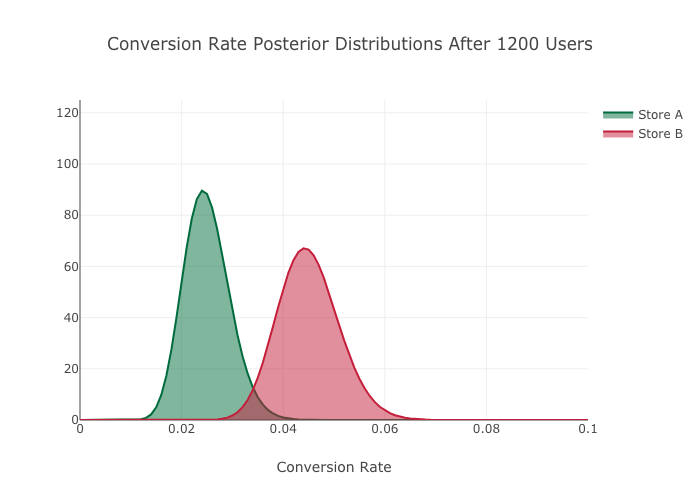 Conversion Rate Posterior Distributions After 1200 Users
Store A
Store B
120
100
80
60
40
20
0
0 0.02 0.04 0.06 0.08 0.1
Conversion Rate